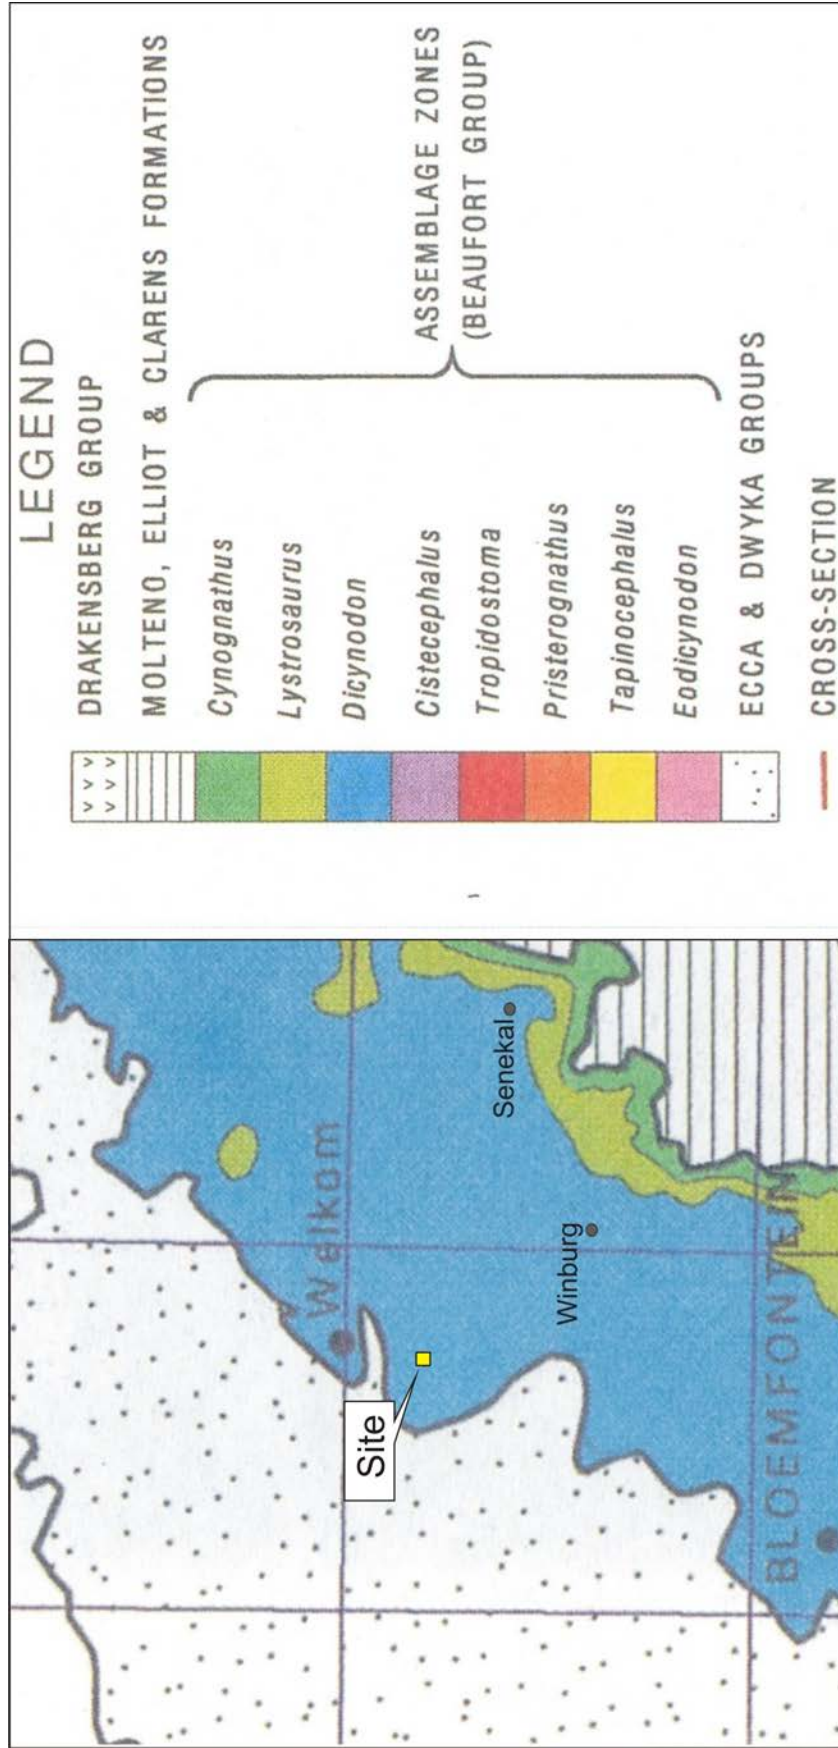 LEGEND
DRAKENSBERG GROUP
MOLTENO, ELLIOT & CLARENS FORMATIONS
Cynognathus
Lystrosaurus
Dicynodon
Cistecephalus
Tropidostoma
Pristerognathus
Tapinocephalus
Eodicynodon
ASSEMBLAGE ZONES
(BEAUFORT GROUP)
ECCA & DWYKA GROUPS
CROSS-SECTION
Welkom
Site
Senekal
Winburg
BLOEMFONTEIN